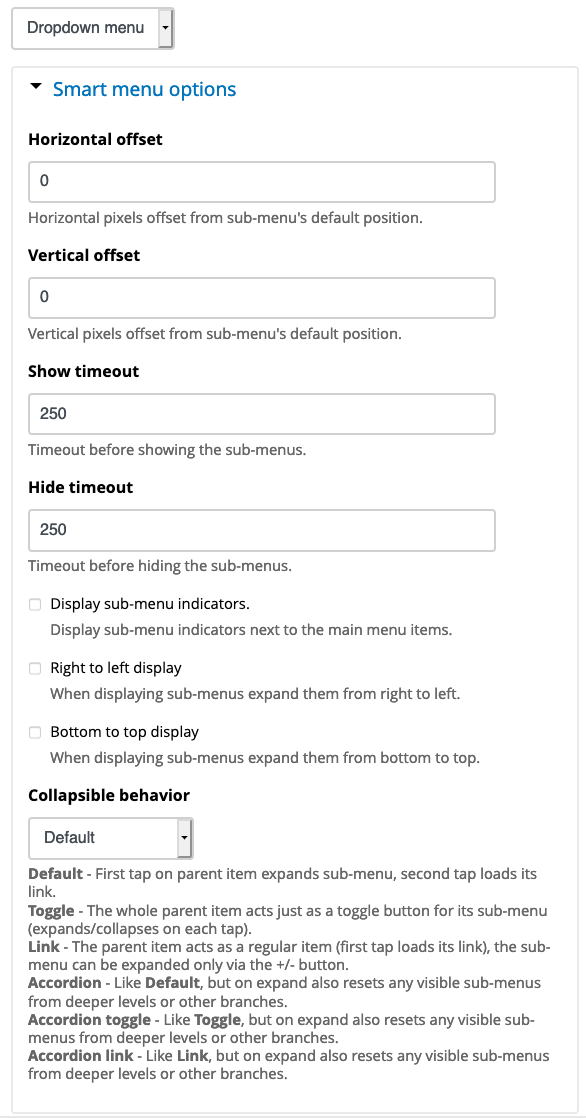 Dropdown menu
Smart menu options
Horizontal offset
0
Horizontal pixels offset from sub-menu's default position.
Vertical offset
0
Vertical pixels offset from sub-menu's default position.
Show timeout
250
Timeout before showing the sub-menus.
Hide timeout
250
Timeout before hiding the sub-menus.
Display sub-menu indicators.
Display sub-menu indicators next to the main menu items.
Right to left display
When displaying sub-menus expand them from right to left.
Bottom to top display
When displaying sub-menus expand them from bottom to top.
Collapsible behavior
Default
Default - First tap on parent item expands sub-menu, second tap loads its
link.
Toggle - The whole parent item acts just as a toggle button for its sub-menu
(expands/collapses on each tap).
Link - The parent item acts as a regular item (first tap loads its link), the sub-
menu can be expanded only via the +/- button.
Accordion - Like Default, but on expand also resets any visible sub-menus
from deeper levels or other branches.
Accordion toggle - Like Toggle, but on expand also resets any visible sub-
menus from deeper levels or other branches.
Accordion link - Like Link, but on expand also resets any visible sub-menus
from deeper levels or other branches.